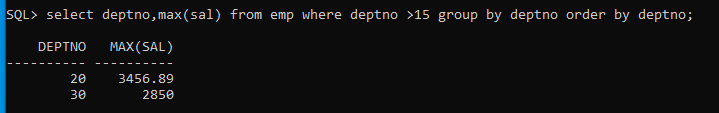 SQL> select deptno,max(sal) from emp where deptno >15 group by deptno order by deptno;
DEPTNO MAX(SAL)
---------- ----------
20 3456.89
30 2850